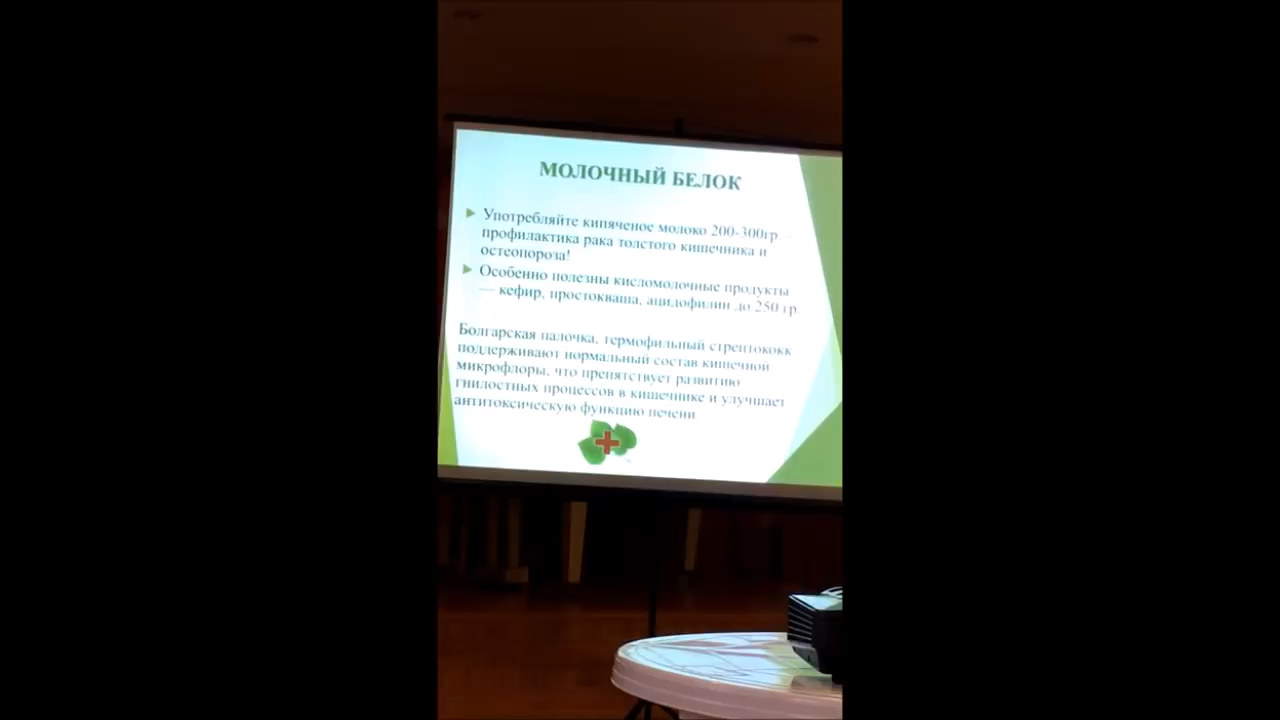 МОЛОЧНЫЙ БЕЛОК
Употребляйте кипяченое молоко 200-300гр –
профилактика рака толстого кишечника и
остеопороза!
Особенно полезны кисломолочные продукты
— кефир, простокваша, ацидофилин до 250 гр.
Болгарская палочка, термофильный стрептококк
поддерживают нормальный состав кишечной
микрофлоры, что препятствует развитию
гнилостных процессов в кишечнике и улучшает
антитоксическую функцию печени